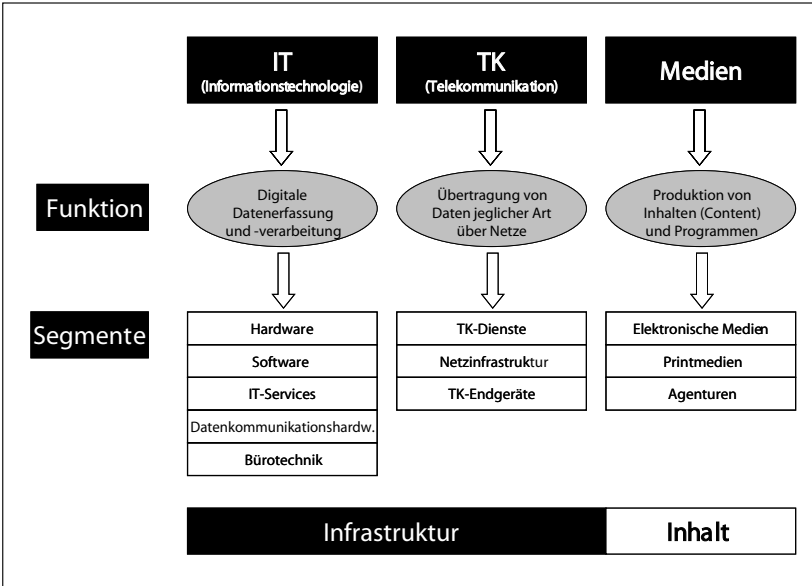 IT
(Informationstechnologie)
TK
(Telekommunikation)
Medien
Funktion
Digitale
Datenerfassung
und -verarbeitung
Übertragung von
Daten jeglicher Art
über Netze
Produktion von
Inhalten (Content)
und Programmen
Segmente
Hardware
Software
IT-Services
Datenkommunikationshardw.
Bürotechnik
TK-Dienste
Netzinfrastruktur
TK-Endgeräte
Elektronische Medien
Printmedien
Agenturen
Infrastruktur
Inhalt